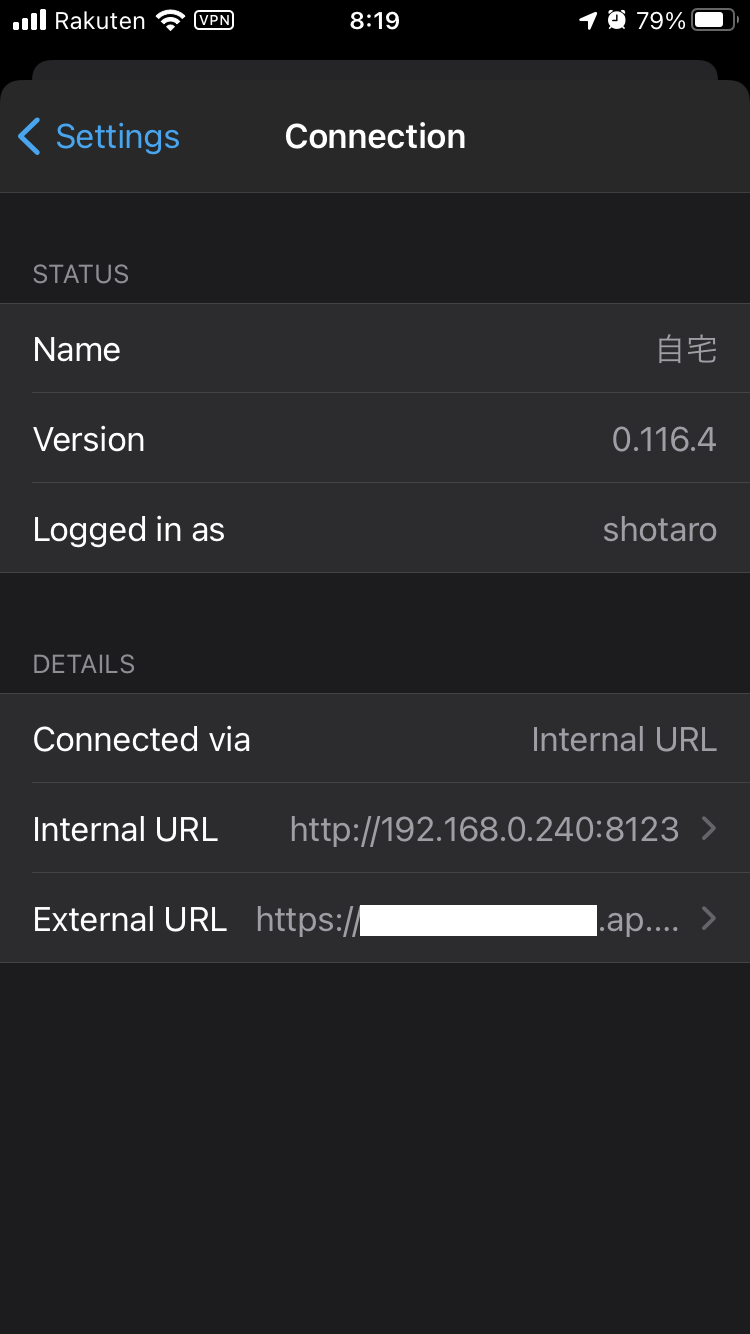 Rakuten VPN 8:19 79%
Settings Connection
STATUS
Name 自宅
Version 0.116.4
Logged in as shotaro
DETAILS
Connected via Internal URL
Internal URL http://192.168.0.240:8123
External URL https:// .ap....